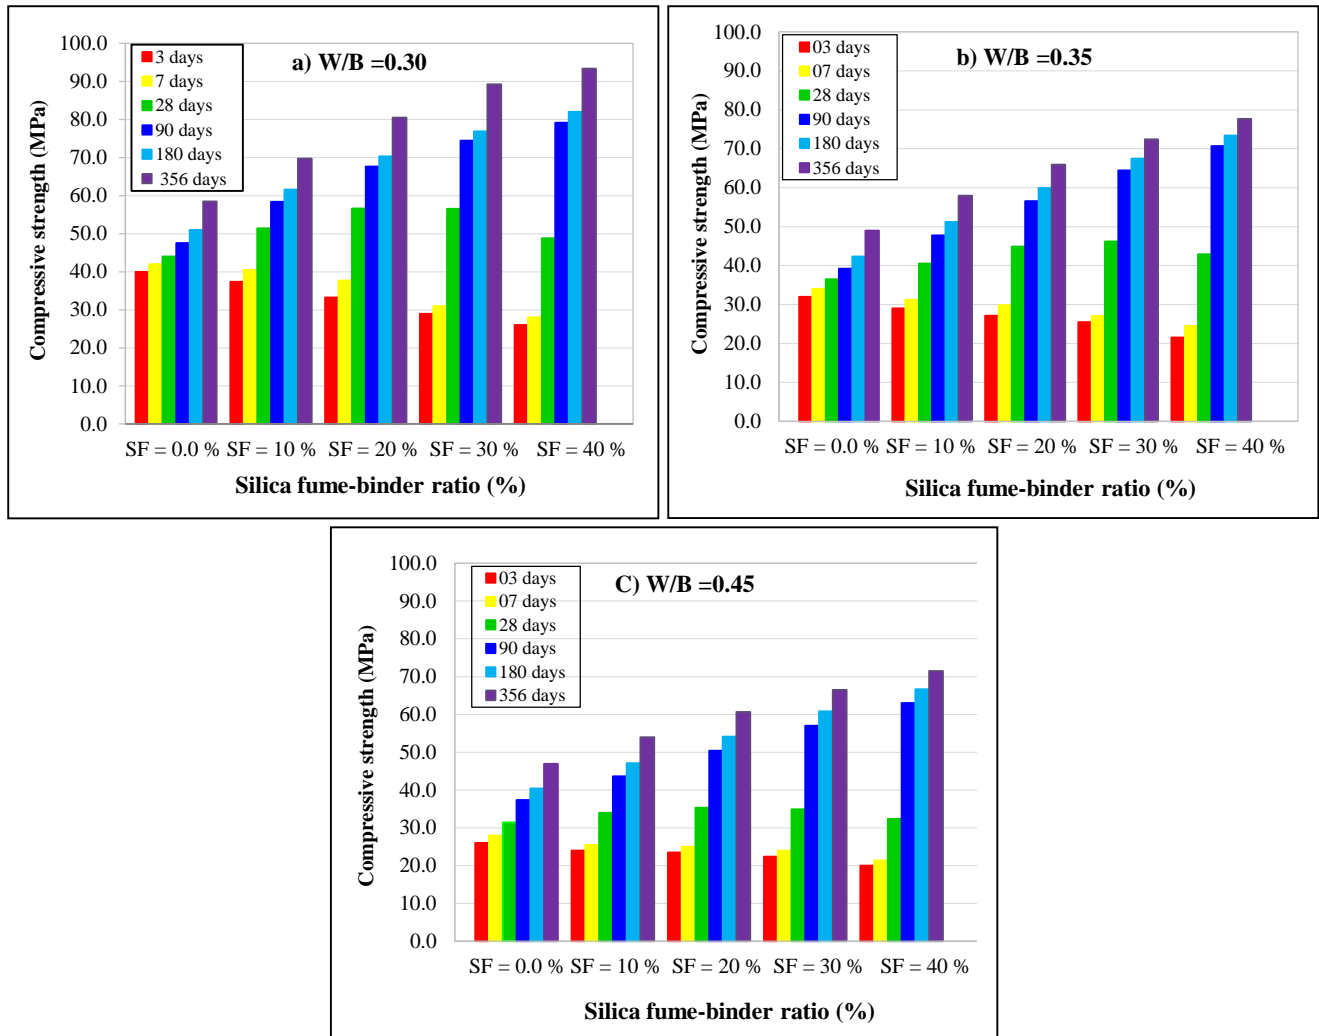 a) W/B =0.30
3 days
7 days
28 days
90 days
180 days
356 days
Compressive strength (MPa)
100.0
90.0
80.0
70.0
60.0
50.0
40.0
30.0
20.0
10.0
0.0
SF = 0.0 % SF = 10 % SF = 20 % SF = 30 % SF = 40 %
Silica fume-binder ratio (%)
b) W/B =0.35
03 days
07 days
28 days
90 days
180 days
356 days
Compressive strength (MPa)
100.0
90.0
80.0
70.0
60.0
50.0
40.0
30.0
20.0
10.0
0.0
SF = 0.0 % SF = 10 % SF = 20 % SF = 30 % SF = 40 %
Silica fume-binder ratio (%)
C) W/B =0.45
03 days
07 days
28 days
90 days
180 days
356 days
Compressive strength (MPa)
100.0
90.0
80.0
70.0
60.0
50.0
40.0
30.0
20.0
10.0
0.0
SF = 0.0 % SF = 10 % SF = 20 % SF = 30 % SF = 40 %
Silica fume-binder ratio (%)